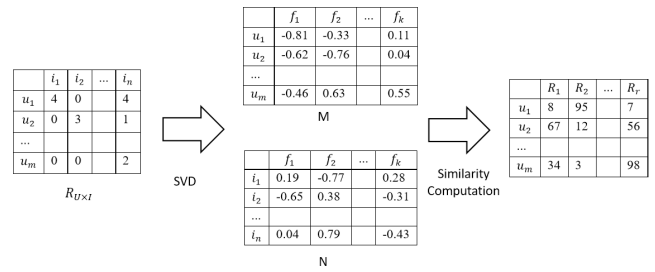 i₁ i₂ ... iₙ
u₁ 4 0 4
u₂ 0 3 1
...
uₘ 0 0 2
R_{U×I}
SVD
f₁ f₂ ... fₖ
u₁ -0.81 -0.33 0.11
u₂ -0.62 -0.76 0.04
...
uₘ -0.46 0.63 0.55
M
f₁ f₂ ... fₖ
i₁ 0.19 -0.77 0.28
i₂ -0.65 0.38 -0.31
...
iₙ 0.04 0.79 -0.43
N
Similarity
Computation
R₁ R₂ ... Rᵣ
u₁ 8 95 7
u₂ 67 12 56
...
uₘ 34 3 98